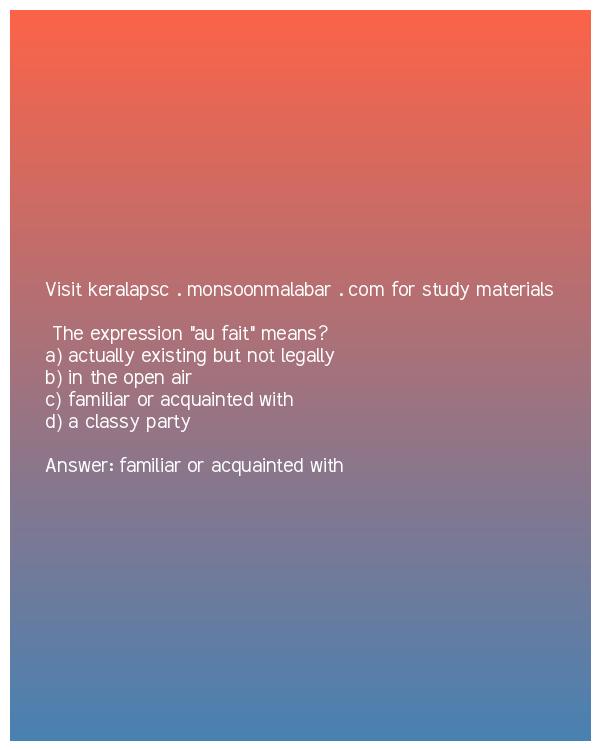 Visit keralapsc . monsoonmalabar . com for study materials
The expression "au fait" means?
a) actually existing but not legally
b) in the open air
c) familiar or acquainted with
d) a classy party
Answer: familiar or acquainted with